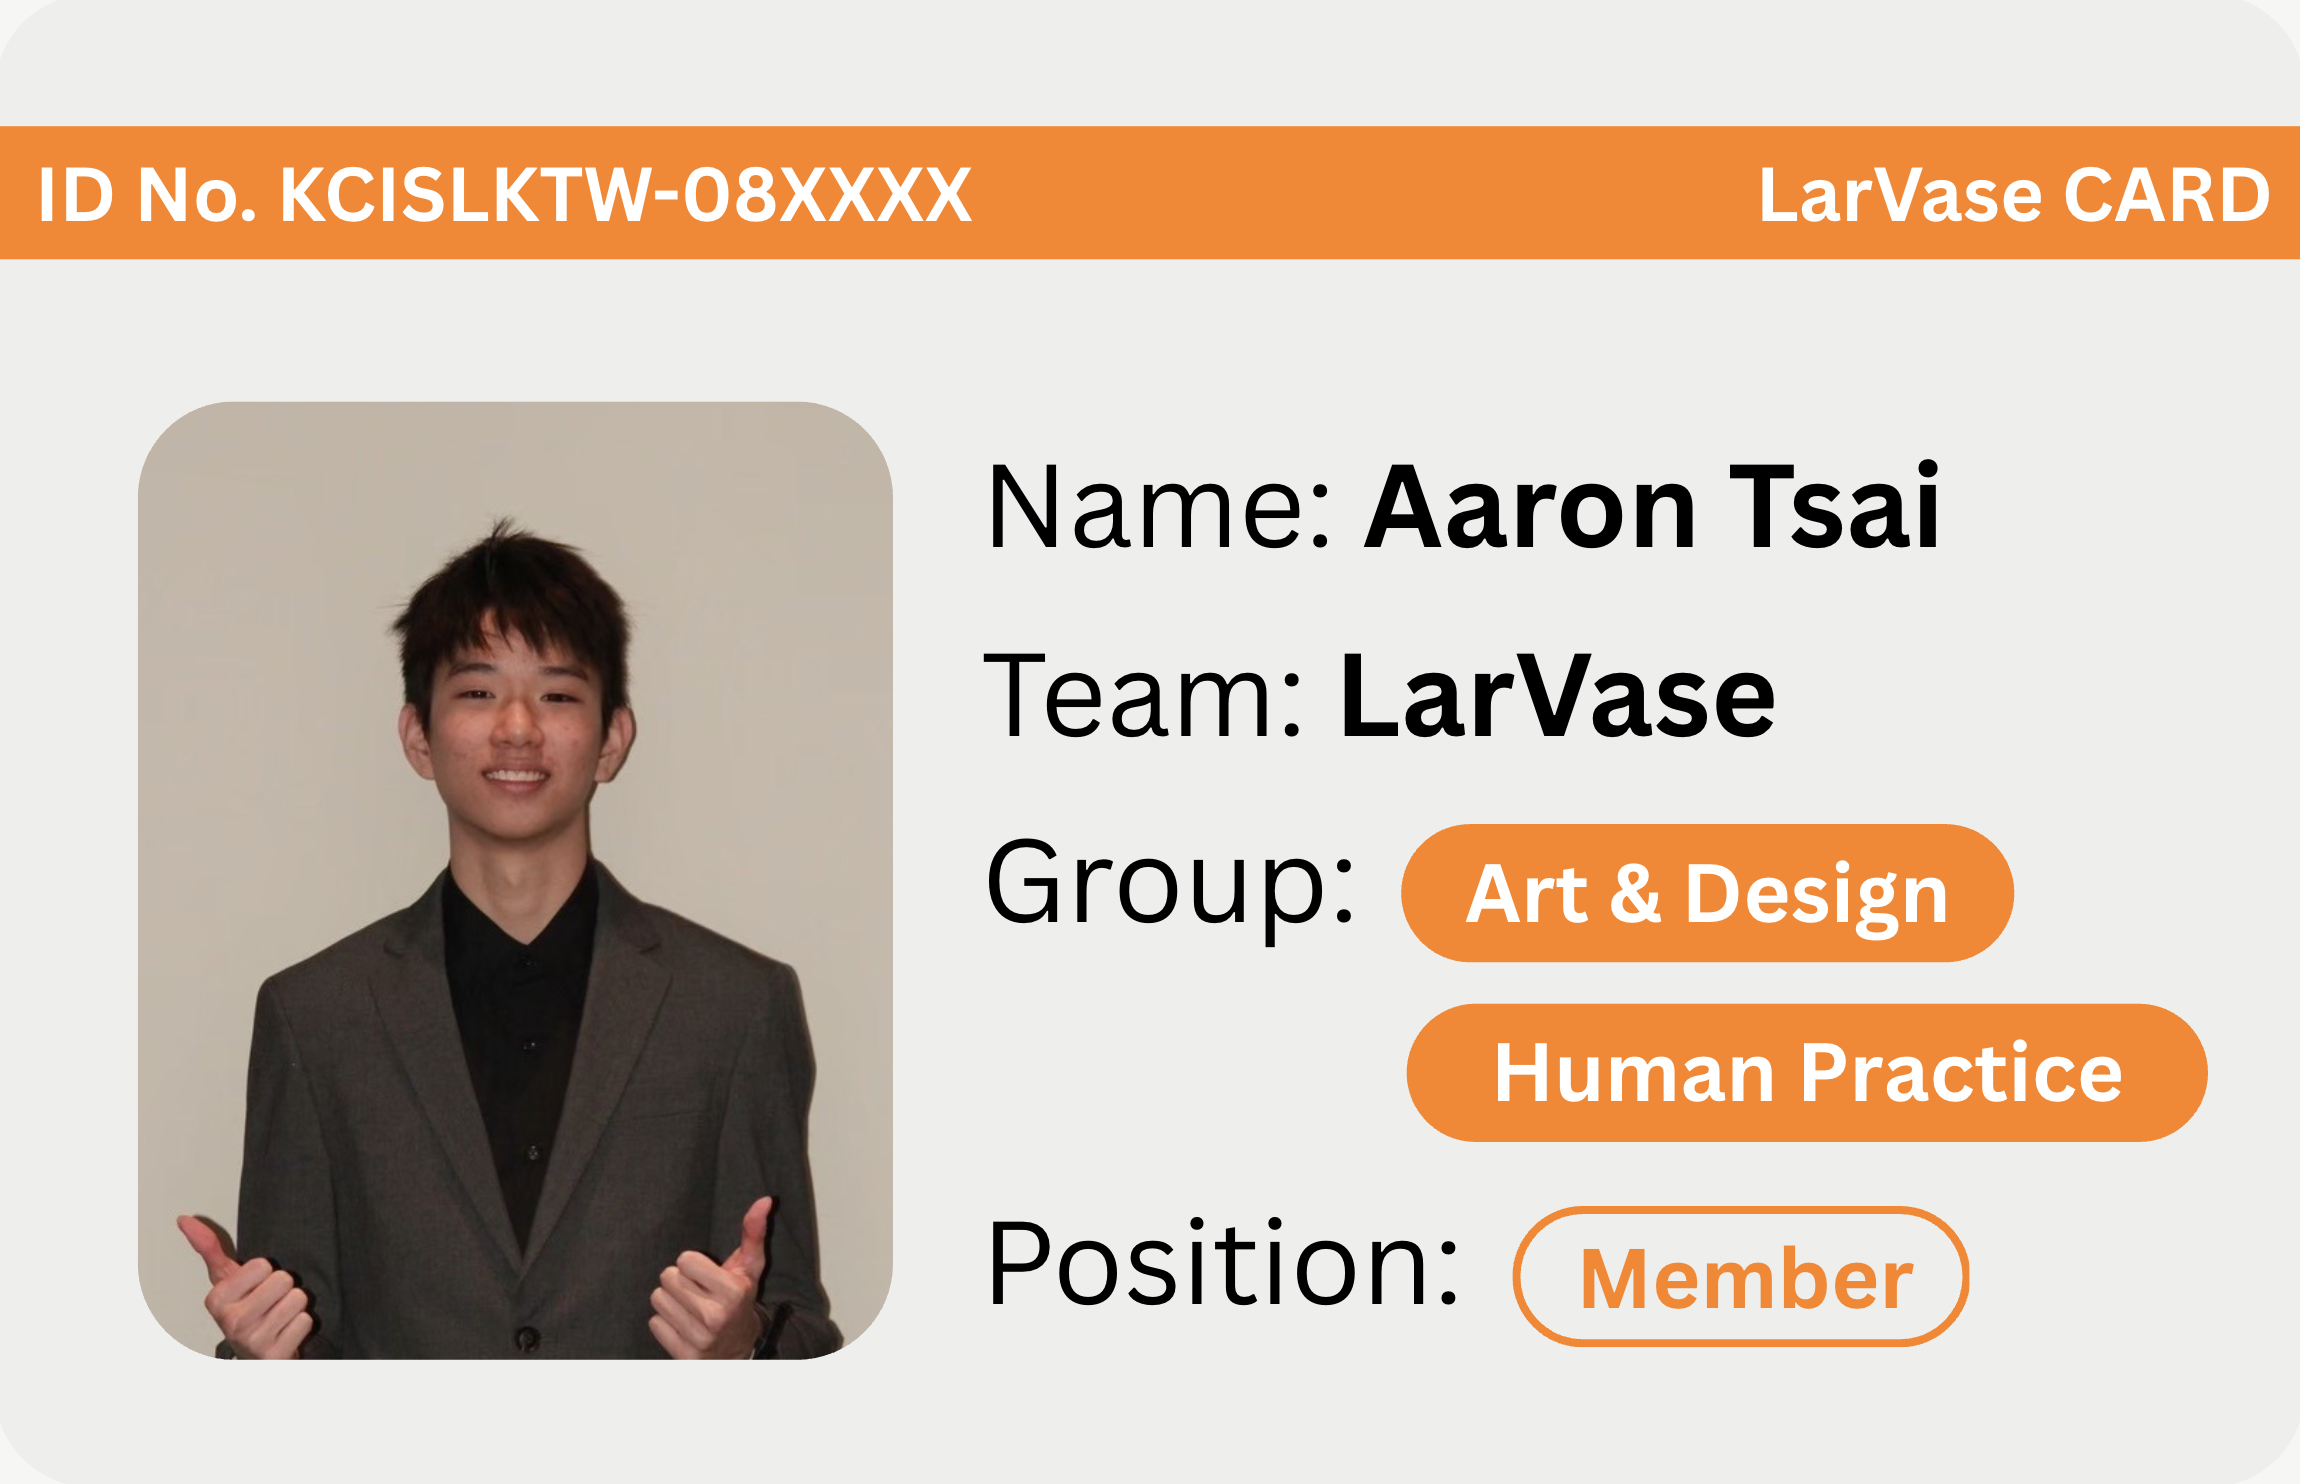 ID No. KCISLKTW-08XXXX
LarVase CARD
Name: Aaron Tsai
Team: LarVase
Group: Art & Design
Human Practice
Position: Member